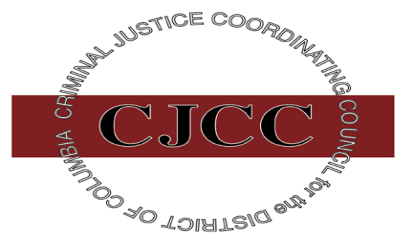 CRIMINAL JUSTICE COORDINATING COUNCIL for the DISTRICT OF COLUMBIA
CJCC